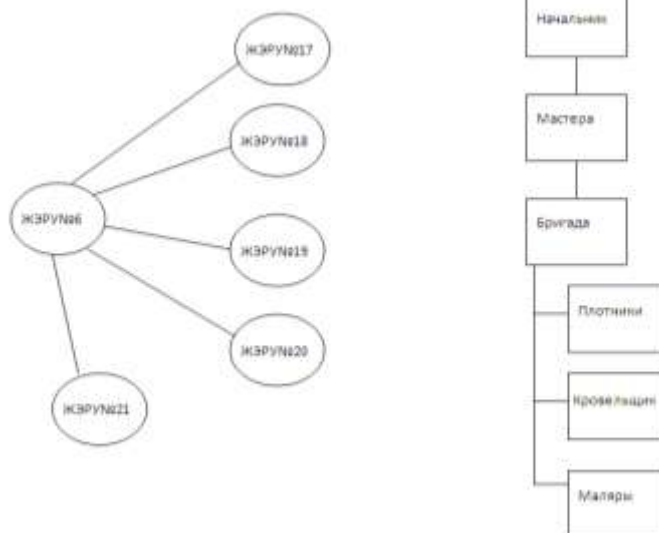 ЖЭРУ№17
ЖЭРУ№18
ЖЭРУ№6
ЖЭРУ№19
ЖЭРУ№20
ЖЭРУ№21
Начальник
Мастера
Бригада
Плотники
Кровельщик
Маляры